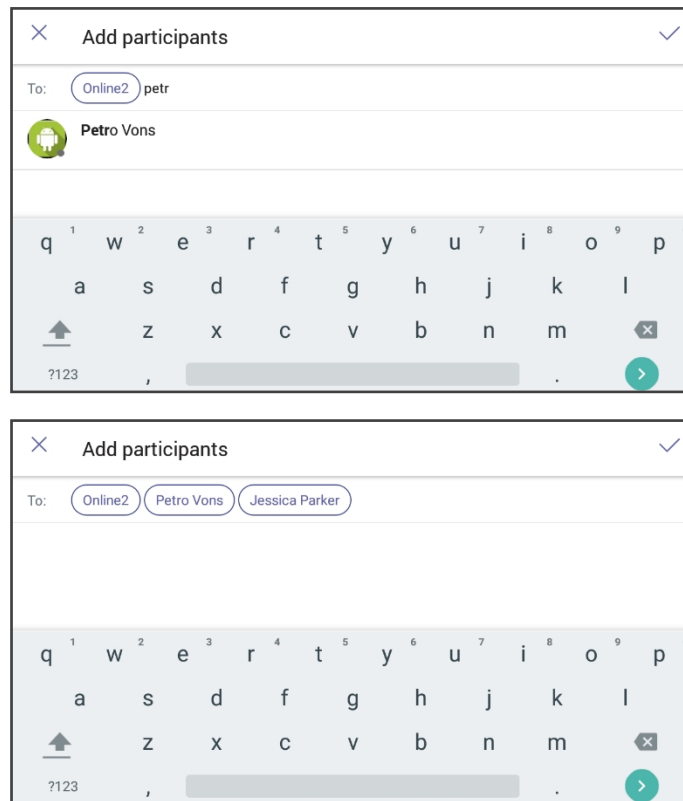 Add participants
To: Online2 petr
Petro Vons
1 2 3 4 5 6 7 8 9
q w e r t y u i o p
a s d f g h j k l
z x c v b n m
?123 , .
Add participants
To: Online2 Petro Vons Jessica Parker
1 2 3 4 5 6 7 8 9
q w e r t y u i o p
a s d f g h j k l
z x c v b n m
?123 , .